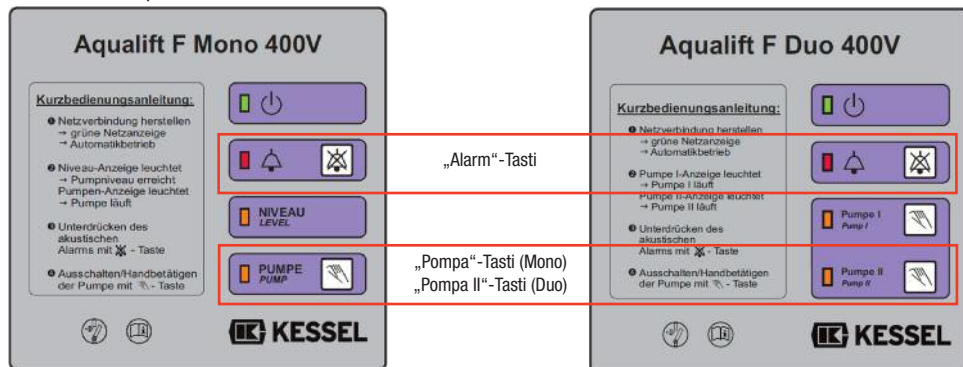 Aqualift F Mono 400V
Kurzbedienungsanleitung:
❶ Netzverbindung herstellen
→ grüne Netzanzeige
→ Automatikbetrieb
❷ Niveau-Anzeige leuchtet
→ Pumpniveau erreicht
Pumpen-Anzeige leuchtet
→ Pumpe läuft
❸ Unterdrücken des
akustischen
Alarms mit - Taste
❹ Ausschalten/Handbetätigen
der Pumpe mit - Taste
NIVEAU
LEVEL
PUMPE
PUMP
KESSEL
„Alarm“-Tasti
„Pompa“-Tasti (Mono)
„Pompa II“-Tasti (Duo)
Aqualift F Duo 400V
Kurzbedienungsanleitung:
❶ Netzverbindung herstellen
→ grüne Netzanzeige
→ Automatikbetrieb
❷ Pumpe I-Anzeige leuchtet
→ Pumpe I läuft
Pumpe II-Anzeige leuchtet
→ Pumpe II läuft
❸ Unterdrücken des
akustischen
Alarms mit - Taste
❹ Ausschalten/Handbetätigen
der Pumpe mit - Taste
Pumpe I
Pump I
Pumpe II
Pump II
KESSEL